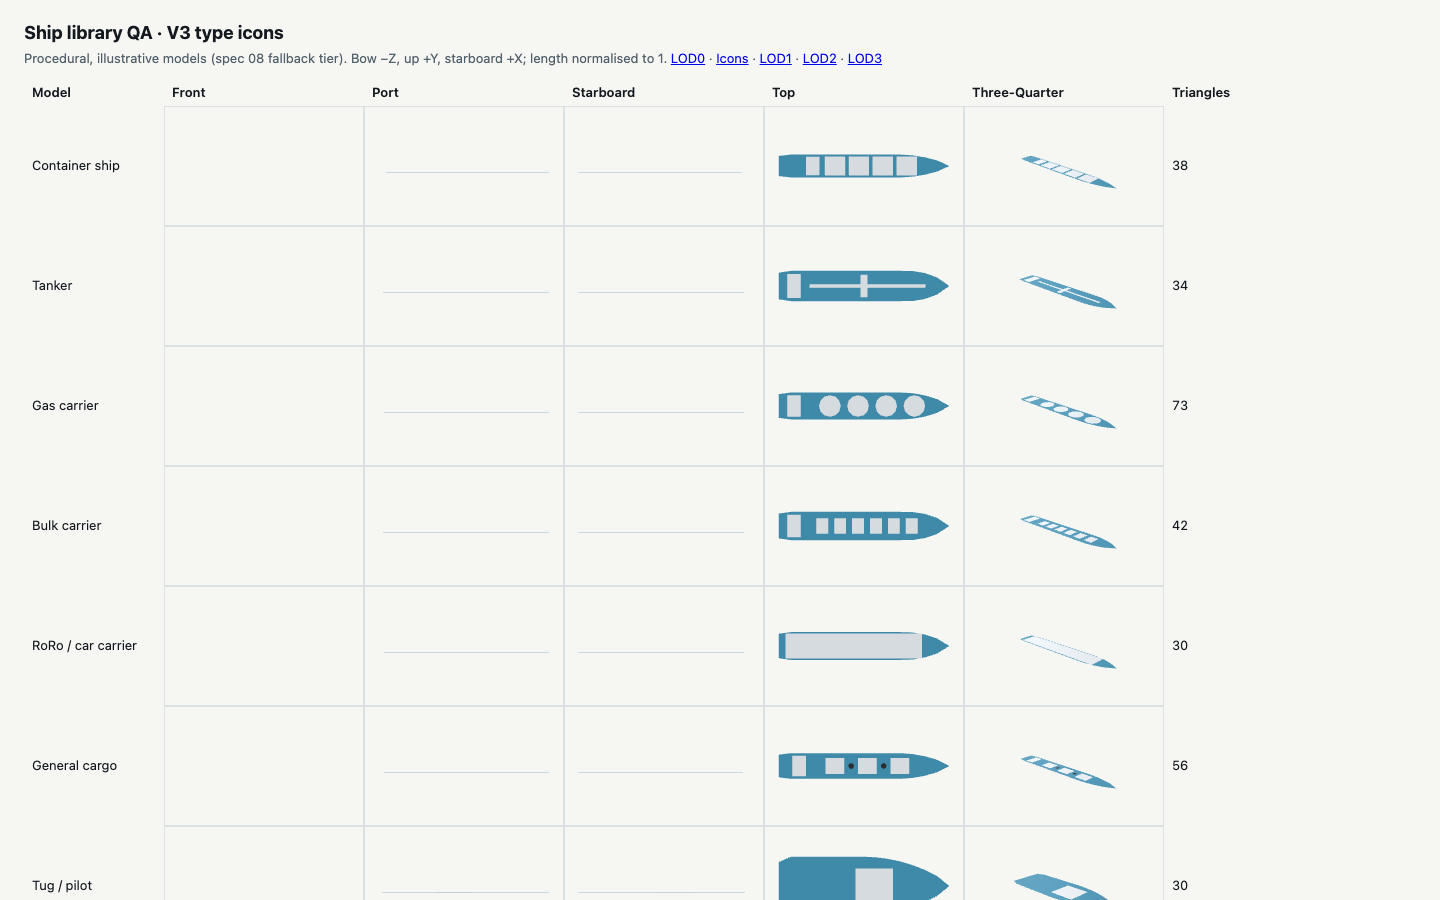 Ship library QA · V3 type icons
Procedural, illustrative models (spec 08 fallback tier). Bow −Z, up +Y, starboard +X; length normalised to 1. LOD0 · Icons · LOD1 · LOD2 · LOD3
Model Front Port Starboard Top Three-Quarter Triangles
Container ship 38
Tanker 34
Gas carrier 73
Bulk carrier 42
RoRo / car carrier 30
General cargo 56
Tug / pilot 30